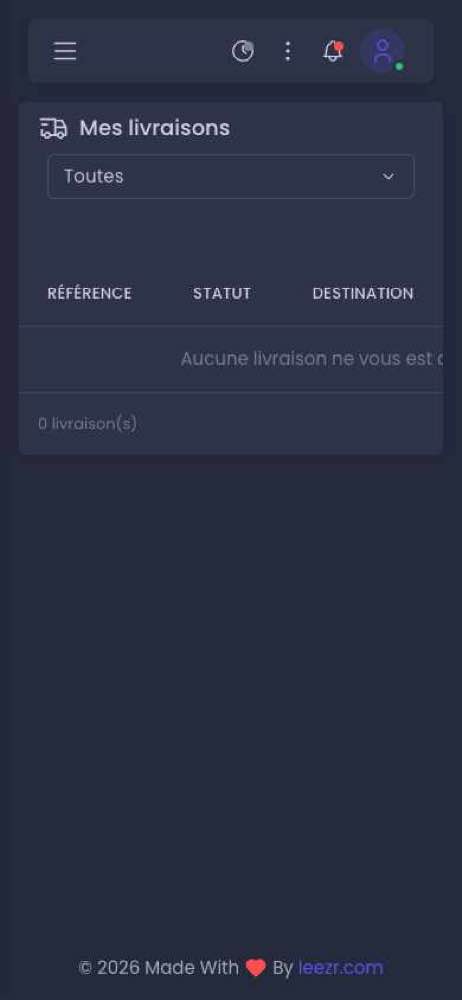 Mes livraisons
Toutes
RÉFÉRENCE STATUT DESTINATION
Aucune livraison ne vous est
0 livraison(s)
© 2026 Made With ❤ By leezr.com